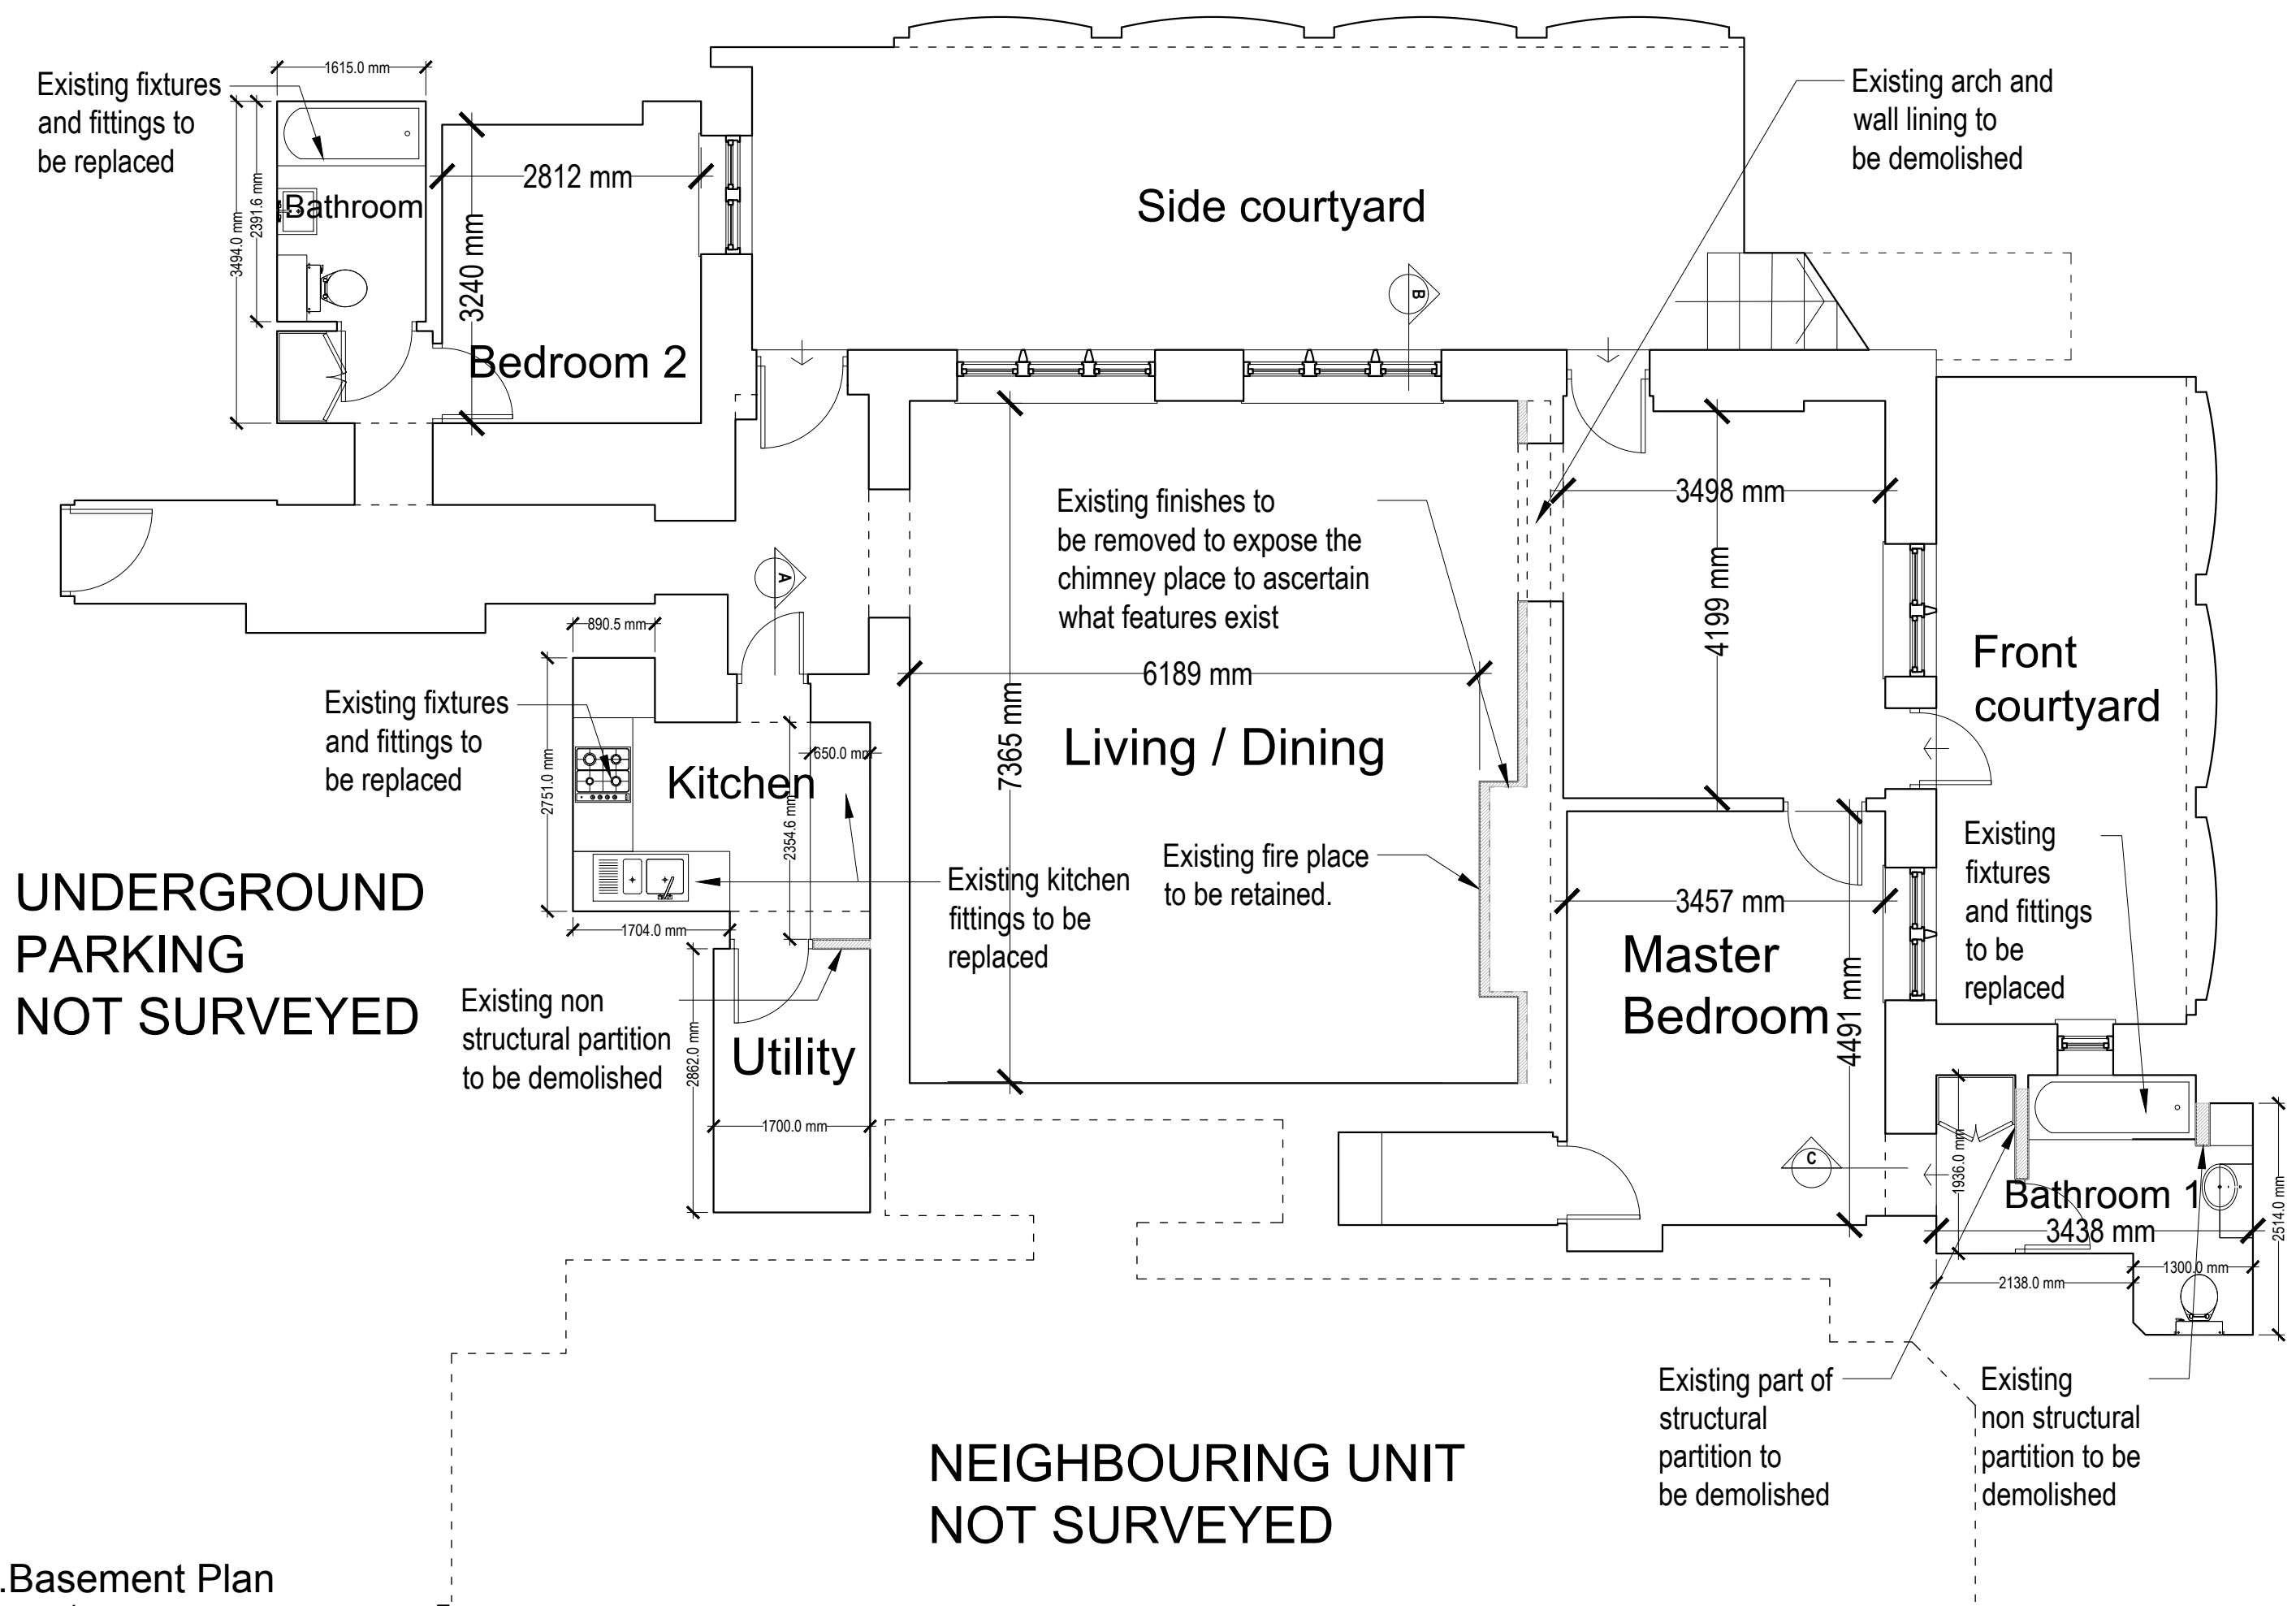 1615.0 mm
Existing fixtures
and fittings to
be replaced
Existing arch and
wall lining to
be demolished
2812 mm
Bathroom
Side courtyard
3494.0 mm
2391.6 mm
3240 mm
B
Bedroom 2
Existing finishes to
be removed to expose the
chimney place to ascertain
what features exist
3498 mm
A
4199 mm
890.5 mm
6189 mm
Front
courtyard
Existing fixtures
and fittings to
be replaced
7365 mm
Living / Dining
650.0 mm
Kitchen
2751.0 mm
2354.6 mm
Existing
fixtures
and fittings
to be
replaced
Existing fire place
to be retained.
Existing kitchen
fittings to be
replaced
3457 mm
UNDERGROUND
PARKING
NOT SURVEYED
1704.0 mm
Master
Bedroom
4491 mm
Existing non
structural partition
to be demolished
Utility
2862.0 mm
1700.0 mm
C
1936.0 mm
Bathroom 1
3438 mm
2514.0 mm
1300.0 mm
2138.0 mm
Existing part of
structural
partition to
be demolished
Existing
non structural
partition to be
demolished
NEIGHBOURING UNIT
NOT SURVEYED
.Basement Plan